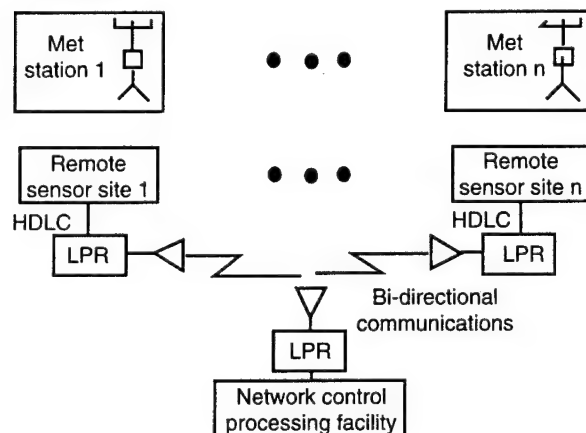 Met
station 1
Met
station n
Remote
sensor site 1
Remote
sensor site n
HDLC
HDLC
LPR
LPR
Bi-directional
communications
LPR
Network control
processing facility